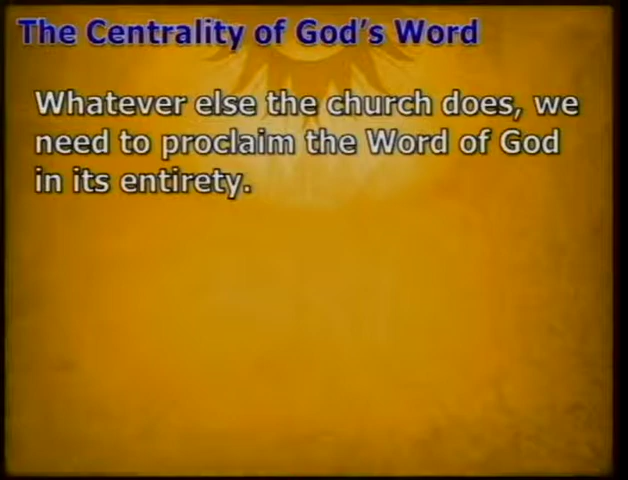 The Centrality of God's Word
Whatever else the church does, we
need to proclaim the Word of God
in its entirety.